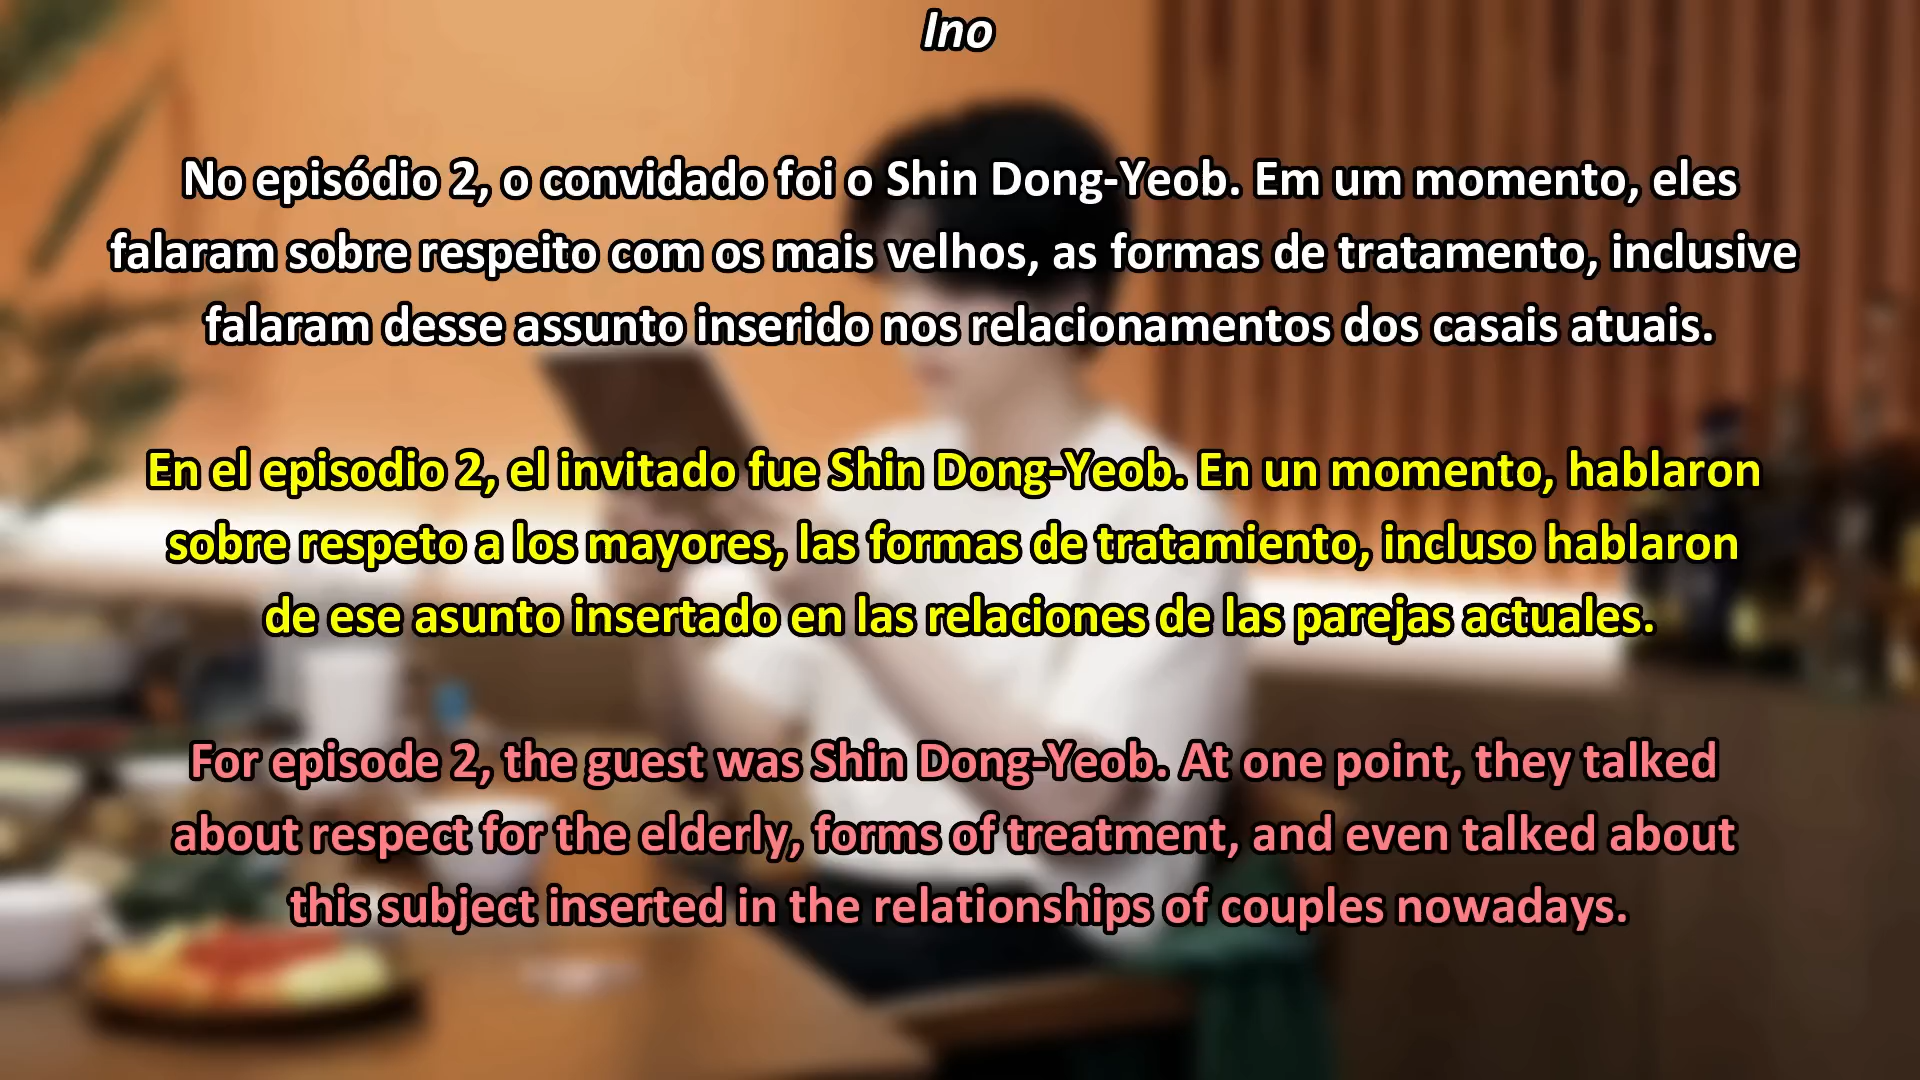 Ino
No episódio 2, o convidado foi o Shin Dong-Yeob. Em um momento, eles
falaram sobre respeito com os mais velhos, as formas de tratamento, inclusive
falaram desse assunto inserido nos relacionamentos dos casais atuais.
En el episodio 2, el invitado fue Shin Dong-Yeob. En un momento, hablaron
sobre respeto a los mayores, las formas de tratamiento, incluso hablaron
de ese asunto insertado en las relaciones de las parejas actuales.
For episode 2, the guest was Shin Dong-Yeob. At one point, they talked
about respect for the elderly, forms of treatment, and even talked about
this subject inserted in the relationships of couples nowadays.